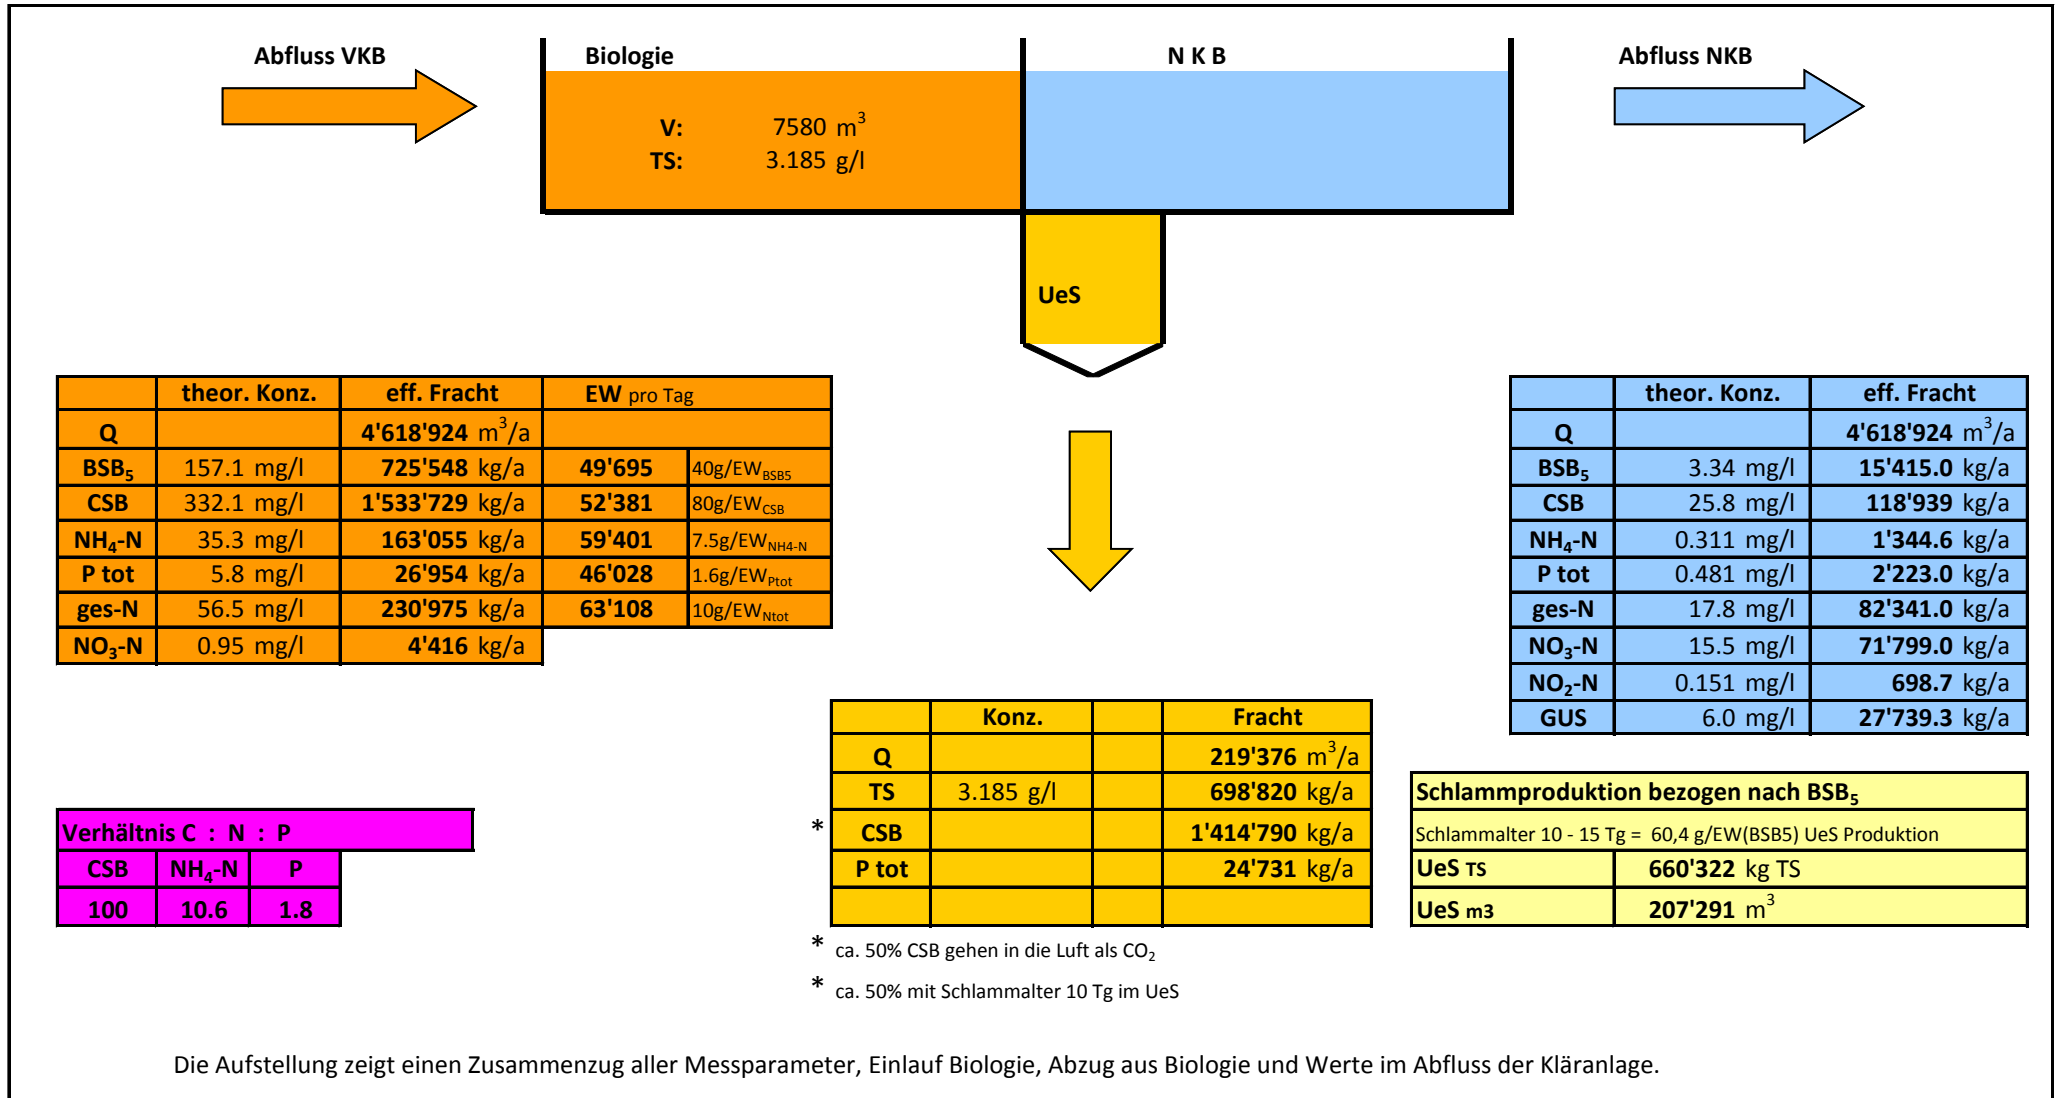 Abfluss VKB
Biologie
N K B
Abfluss NKB
V: 7580 m³
TS: 3.185 g/l
UeS
theor. Konz. eff. Fracht EW pro Tag
Q 4'618'924 m³/a
BSB₅ 157.1 mg/l 725'548 kg/a 49'695 40g/EW_BSB5
CSB 332.1 mg/l 1'533'729 kg/a 52'381 80g/EW_CSB
NH₄-N 35.3 mg/l 163'055 kg/a 59'401 7.5g/EW_NH4-N
P tot 5.8 mg/l 26'954 kg/a 46'028 1.6g/EW_Ptot
ges-N 56.5 mg/l 230'975 kg/a 63'108 10g/EW_Ntot
NO₃-N 0.95 mg/l 4'416 kg/a
theor. Konz. eff. Fracht
Q 4'618'924 m³/a
BSB₅ 3.34 mg/l 15'415.0 kg/a
CSB 25.8 mg/l 118'939 kg/a
NH₄-N 0.311 mg/l 1'344.6 kg/a
P tot 0.481 mg/l 2'223.0 kg/a
ges-N 17.8 mg/l 82'341.0 kg/a
NO₃-N 15.5 mg/l 71'799.0 kg/a
NO₂-N 0.151 mg/l 698.7 kg/a
GUS 6.0 mg/l 27'739.3 kg/a
Konz. Fracht
Q 219'376 m³/a
TS 3.185 g/l 698'820 kg/a
* CSB 1'414'790 kg/a
P tot 24'731 kg/a
* ca. 50% CSB gehen in die Luft als CO₂
* ca. 50% mit Schlammalter 10 Tg im UeS
Verhältnis C : N : P
CSB NH₄-N P
100 10.6 1.8
Schlammproduktion bezogen nach BSB₅
Schlammalter 10 - 15 Tg = 60,4 g/EW(BSB5) UeS Produktion
UeS TS 660'322 kg TS
UeS m3 207'291 m³
Die Aufstellung zeigt einen Zusammenzug aller Messparameter, Einlauf Biologie, Abzug aus Biologie und Werte im Abfluss der Kläranlage.